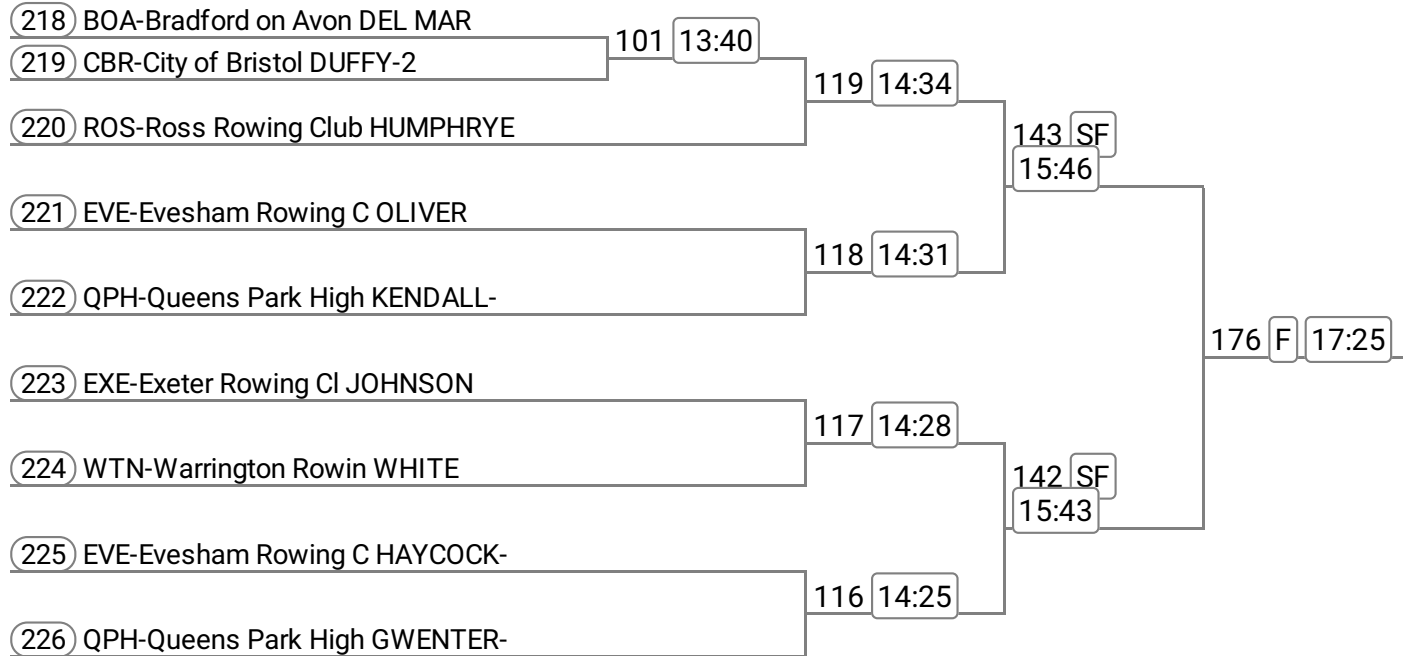 218 BOA-Bradford on Avon DEL MAR
101 13:40
219 CBR-City of Bristol DUFFY-2
119 14:34
220 ROS-Ross Rowing Club HUMPHRYE
143 SF
15:46
221 EVE-Evesham Rowing C OLIVER
118 14:31
222 QPH-Queens Park High KENDALL-
176 F 17:25
223 EXE-Exeter Rowing Cl JOHNSON
117 14:28
224 WTN-Warrington Rowin WHITE
142 SF
15:43
225 EVE-Evesham Rowing C HAYCOCK-
116 14:25
226 QPH-Queens Park High GWENTER-